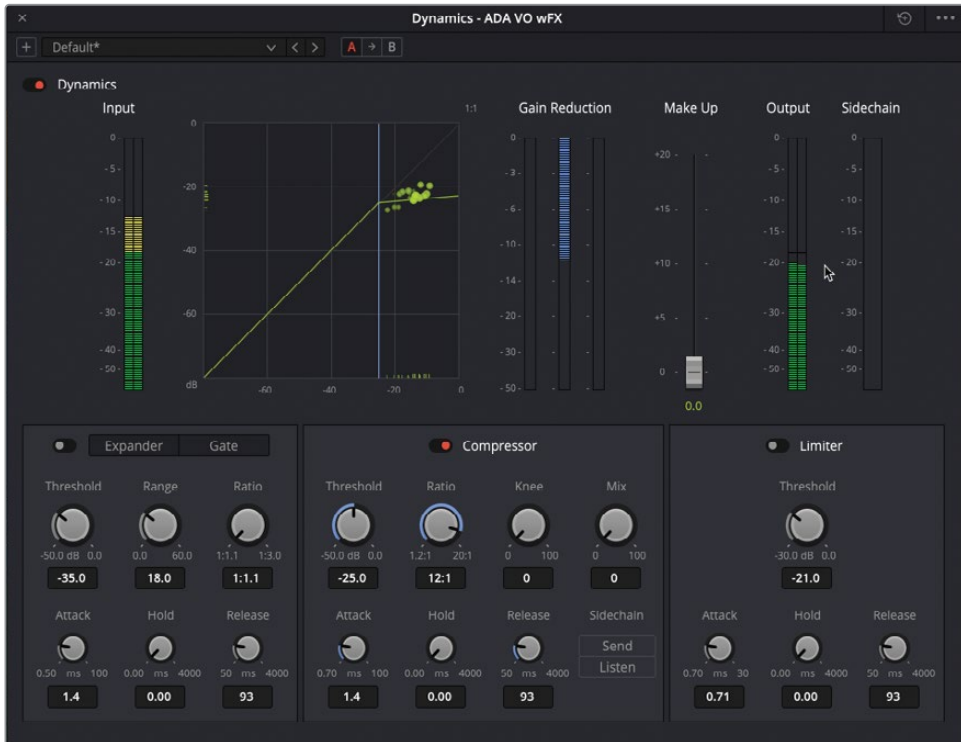 × Dynamics - ADA VO wFX •••
+ Default* < > A → B
Dynamics
Input 1:1 Gain Reduction Make Up Output Sidechain
0
-5-
-10-
-15-
-20-
-30-
-40-
-50-
0
-20
-40
-60
dB
-60 -40 -20 0
0
-3
-6
-10
-14
-20
-30
-50
+20
+15
+10
+5
0
0.0
0
-5
-10
-15
-20
-30
-40
-50
0
-5
-10
-15
-20
-30
-40
-50
Expander Gate
Threshold Range Ratio
-50.0 dB 0.0 0.0 60.0 1:1.1 1:3.0
-35.0 18.0 1:1.1
Attack Hold Release
0.50 ms 100 0.00 ms 4000 50 ms 4000
1.4 0.00 93
Compressor
Threshold Ratio Knee Mix
-50.0 dB 0.0 1.2:1 20:1 0 100 0 100
-25.0 12:1 0 0
Attack Hold Release Sidechain
0.70 ms 100 0.00 ms 4000 50 ms 4000
1.4 0.00 93
Send
Listen
Limiter
Threshold
-30.0 dB 0.0
-21.0
Attack Hold Release
0.70 ms 30 0.00 ms 4000 50 ms 4000
0.71 0.00 93